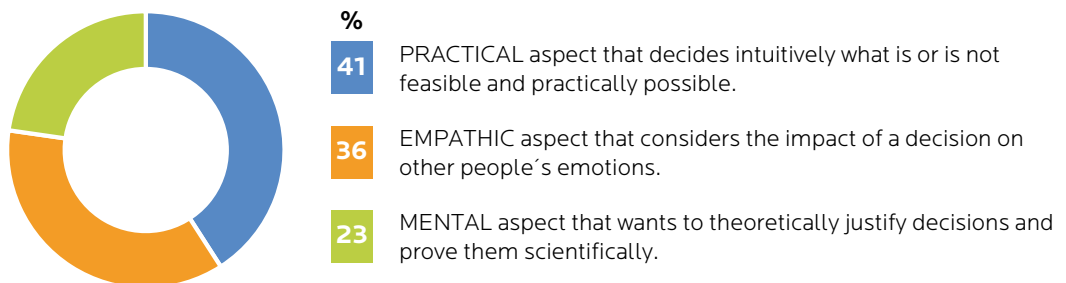 %
41
PRACTICAL aspect that decides intuitively what is or is not
feasible and practically possible.
36
EMPATHIC aspect that considers the impact of a decision on
other people´s emotions.
23
MENTAL aspect that wants to theoretically justify decisions and
prove them scientifically.